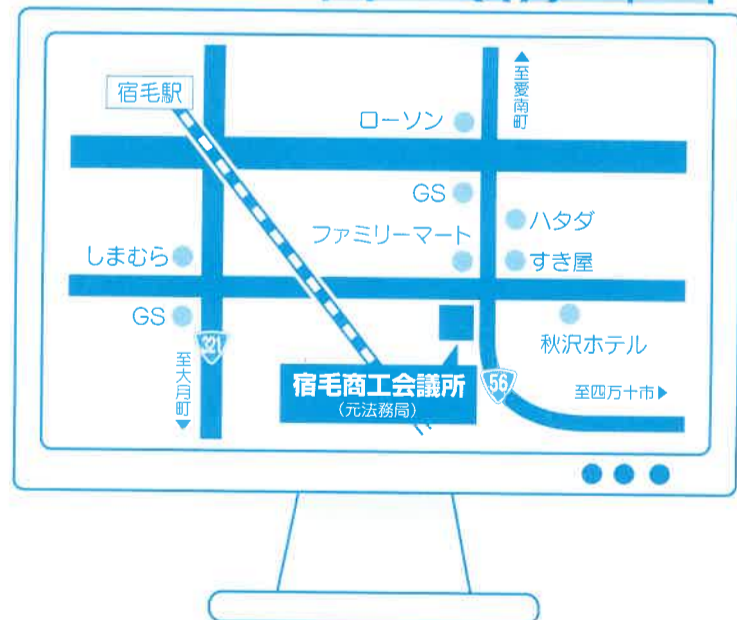 至愛南町
宿毛駅
ローソン
GS
ハタダ
ファミリーマート
しまむら
すき屋
GS
秋沢ホテル
321
至大月町
宿毛商工会議所
(元法務局)
56
至四万十市